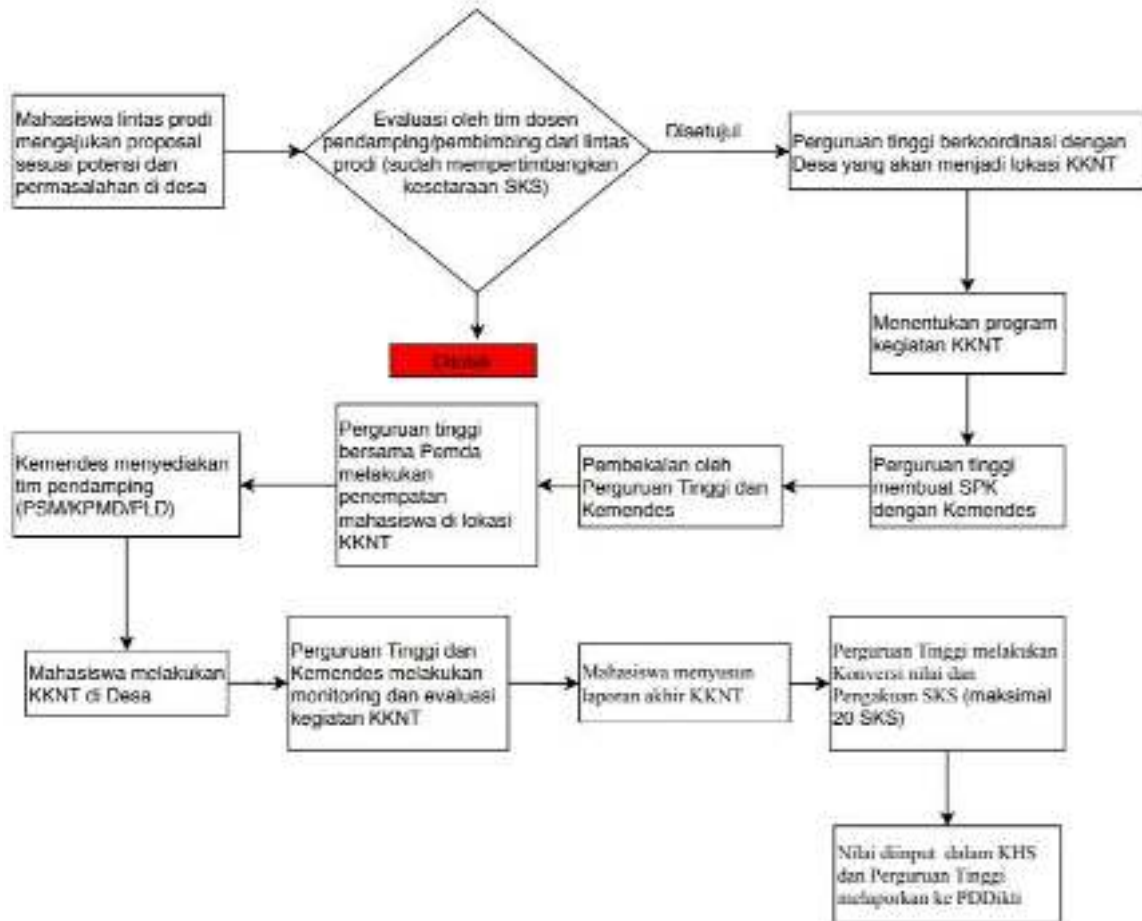 Mahasiswa lintas prodi
mengajukan proposal
sesuai potensi dan
permasalahan di desa
Evaluasi oleh tim dosen
pendamping/pembimbing dari lintas
prodi (sudah mempertimbangkan
kesetaraan SKS)
Disetujui
Perguruan tinggi berkoordinasi dengan
Desa yang akan menjadi lokasi KKNT
Ditolak
Menentukan program
kegiatan KKNT
Perguruan tinggi
membuat SPK
dengan Kemendes
Pembekalan oleh
Perguruan Tinggi dan
Kemendes
Perguruan tinggi
bersama Pemda
melakukan
penempatan
mahasiswa di lokasi
KKNT
Kemendes menyediakan
tim pendamping
(PSM/KPMD/PLD)
Mahasiswa melakukan
KKNT di Desa
Perguruan Tinggi dan
Kemendes melakukan
monitoring dan evaluasi
kegiatan KKNT
Mahasiswa menyusun
laporan akhir KKNT
Perguruan Tinggi melakukan
Konversi nilai dan
Pengakuan SKS (maksimal
20 SKS)
Nilai diinput dalam KHS
dan Perguruan Tinggi
melaporkan ke PDDikti